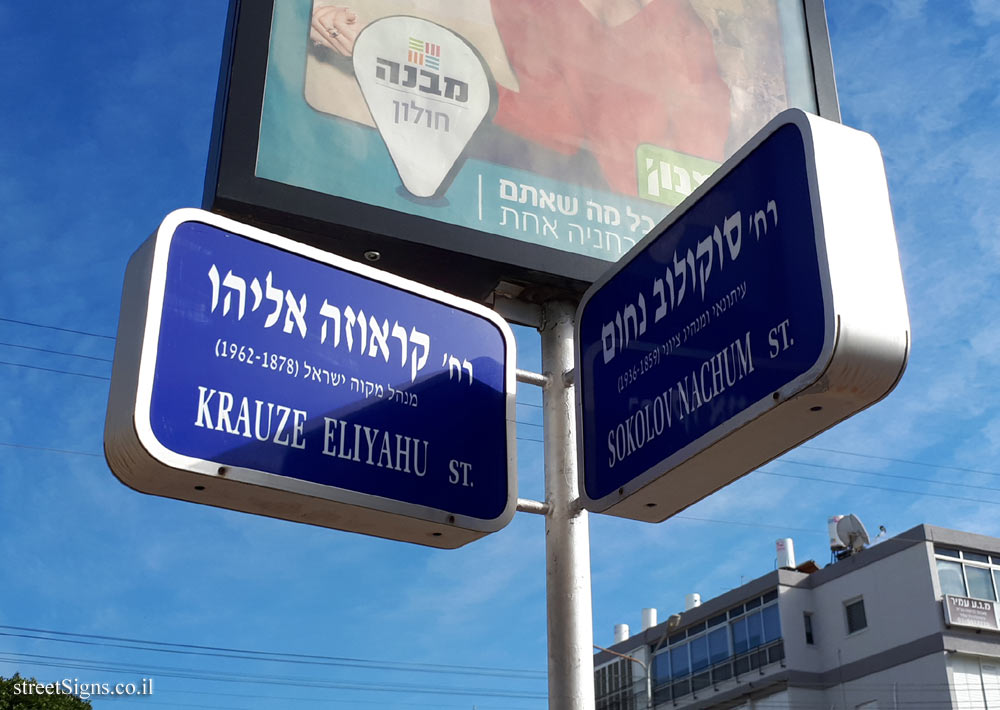 מבנה
חולון
כל מה שאתם
בחניה אחת
רח' קראוזה אליהו
מנהל מקוה ישראל (1962-1878)
KRAUZE ELIYAHU ST.
רח' סוקולוב נחום
עיתונאי ומנהיג ציוני (1936-1859)
SOKOLOV NACHUM ST.
מ.ג.ע עמיר
streetSigns.co.il